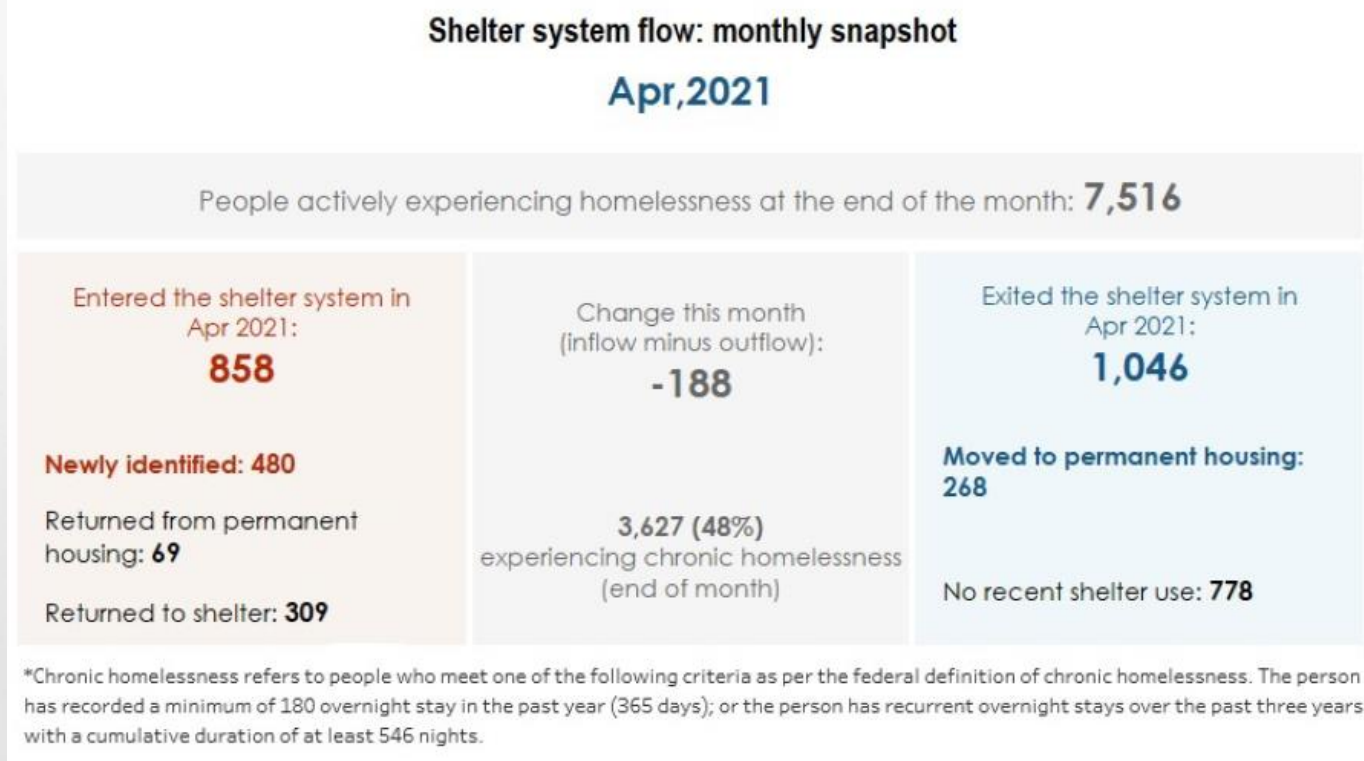 Shelter system flow: monthly snapshot
Apr,2021
People actively experiencing homelessness at the end of the month: 7,516
Entered the shelter system in
Apr 2021:
858
Newly identified: 480
Returned from permanent
housing: 69
Returned to shelter: 309
Change this month
(inflow minus outflow):
-188
3,627 (48%)
experiencing chronic homelessness
(end of month)
Exited the shelter system in
Apr 2021:
1,046
Moved to permanent housing:
268
No recent shelter use: 778
*Chronic homelessness refers to people who meet one of the following criteria as per the federal definition of chronic homelessness. The person
has recorded a minimum of 180 overnight stay in the past year (365 days); or the person has recurrent overnight stays over the past three years
with a cumulative duration of at least 546 nights.